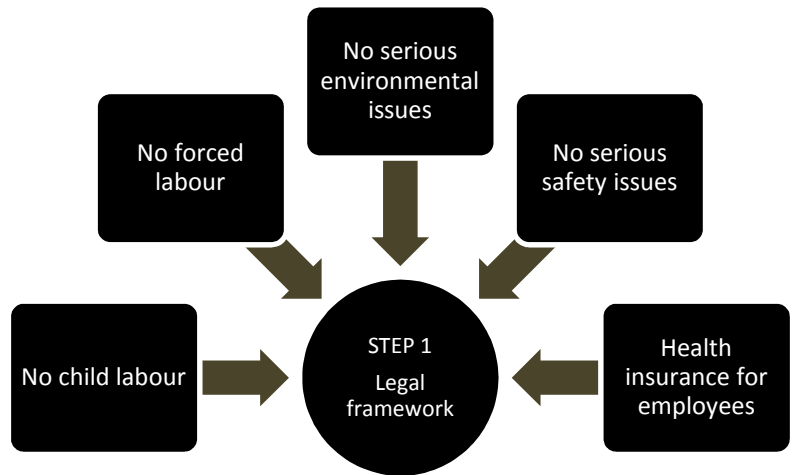 No serious
environmental
issues
No forced
labour
No serious
safety issues
No child labour
STEP 1
Legal
framework
Health
insurance for
employees